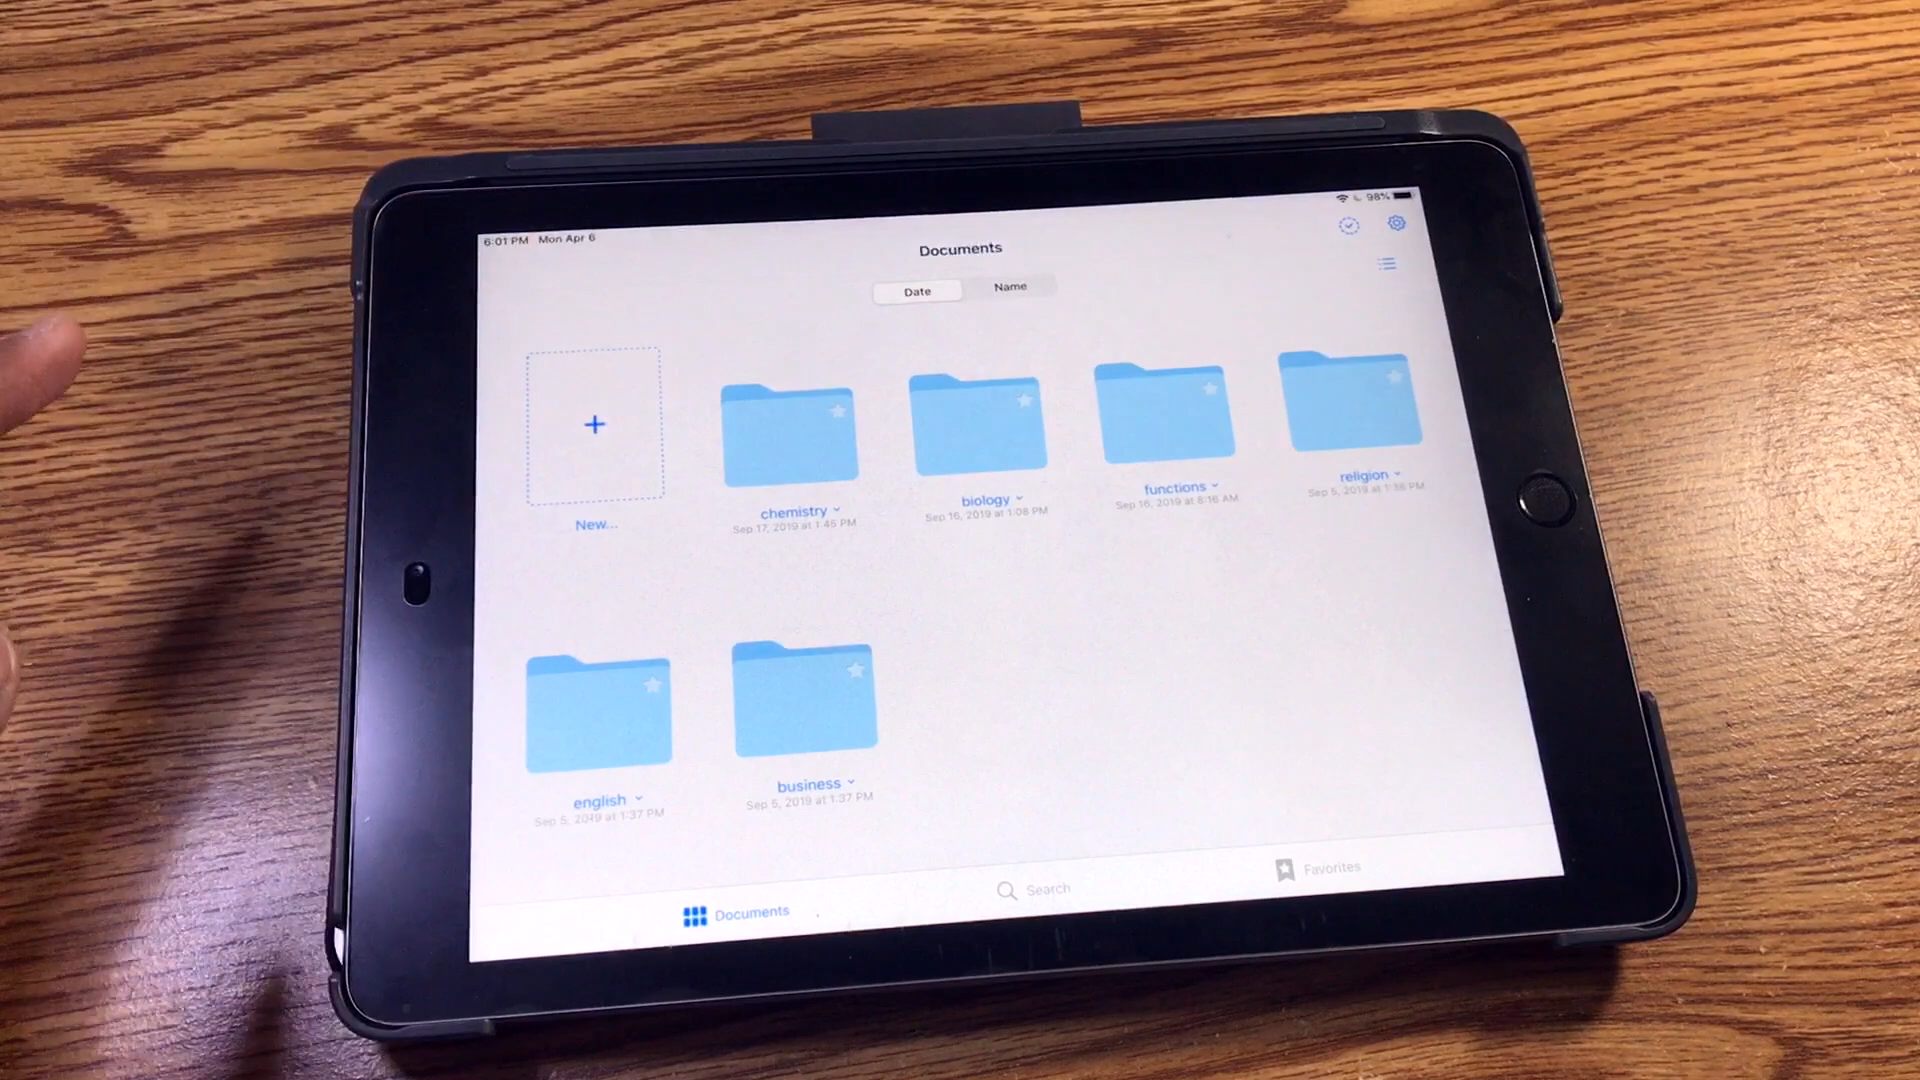 6:01 PM Mon Apr 6
98%
Documents
Date Name
New...
chemistry
Sep 17, 2019 at 1:45 PM
biology
Sep 16, 2019 at 1:08 PM
functions
Sep 16, 2019 at 8:16 AM
religion
Sep 5, 2019 at 1:38 PM
english
Sep 5, 2019 at 1:37 PM
business
Sep 5, 2019 at 1:37 PM
Documents
Search
Favorites